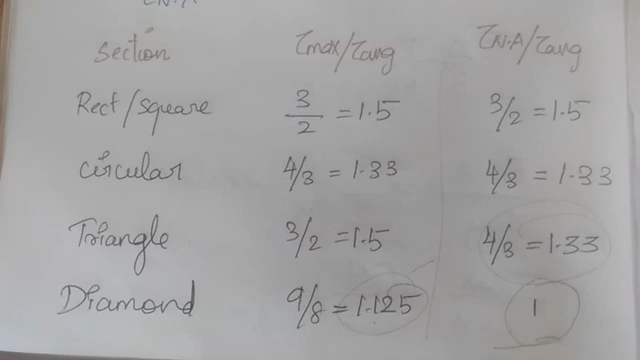 Section τmax/τavg τN.A/τavg
Rect/square 3/2 = 1.5 3/2 = 1.5
circular 4/3 = 1.33 4/3 = 1.33
Triangle 3/2 = 1.5 4/3 = 1.33
Diamond 9/8 = 1.125 1